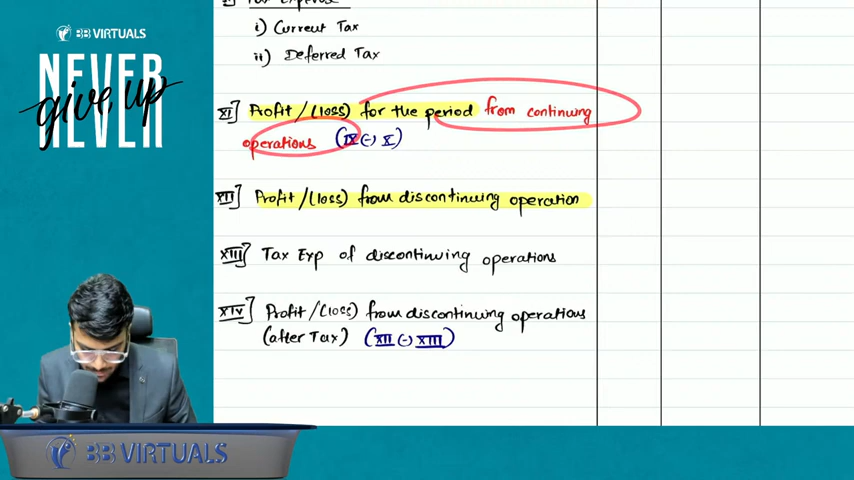 BB VIRTUALS
NEVER
give up
NEVER
Tax Expense
i) Current Tax
ii) Deferred Tax
XI] Profit/(loss) for the period from continuing
operations (IX (-) X)
XII] Profit/(loss) from discontinuing operation
XIII] Tax Exp of discontinuing operations
XIV] Profit/(loss) from discontinuing operations
(after Tax) (XII (-) XIII)
BB VIRTUALS